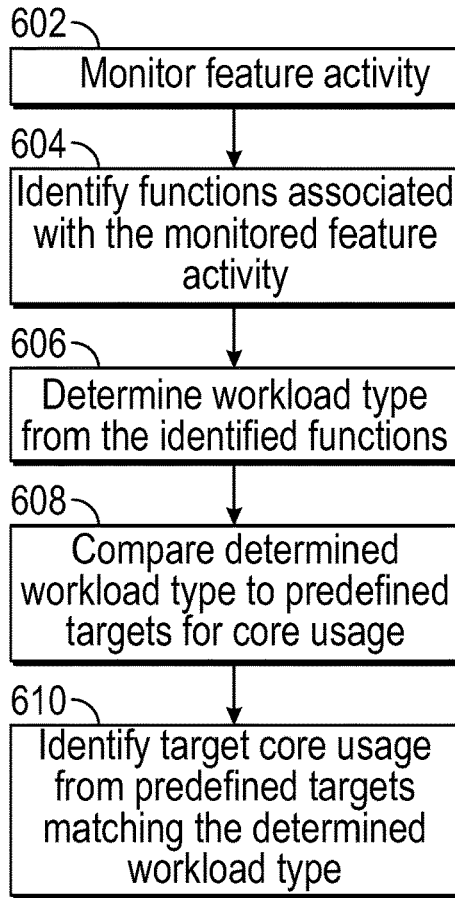 602
Monitor feature activity
604
Identify functions associated
with the monitored feature
activity
606
Determine workload type
from the identified functions
608
Compare determined
workload type to predefined
targets for core usage
610
Identify target core usage
from predefined targets
matching the determined
workload type